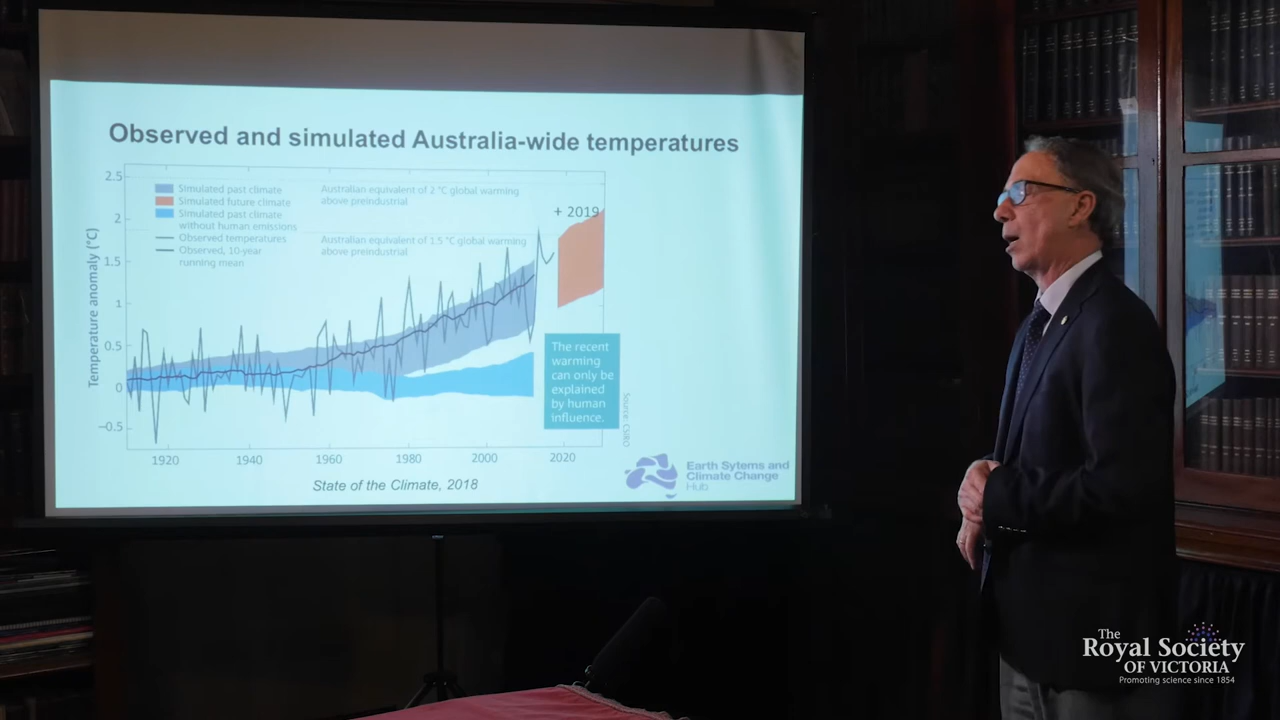 Observed and simulated Australia-wide temperatures
Temperature anomaly (°C)
2.5
2
1.5
1
0.5
0
−0.5
Simulated past climate
Simulated future climate
Simulated past climate
without human emissions
Observed temperatures
Observed, 10-year
running mean
Australian equivalent of 2 °C global warming
above preindustrial
Australian equivalent of 1.5 °C global warming
above preindustrial
+ 2019
The recent
warming
can only be
explained
by human
influence.
Source: CSIRO
1920
1940
1960
1980
2000
2020
State of the Climate, 2018
Earth Sytems and
Climate Change
Hub
The
Royal Society
OF VICTORIA
Promoting science since 1854